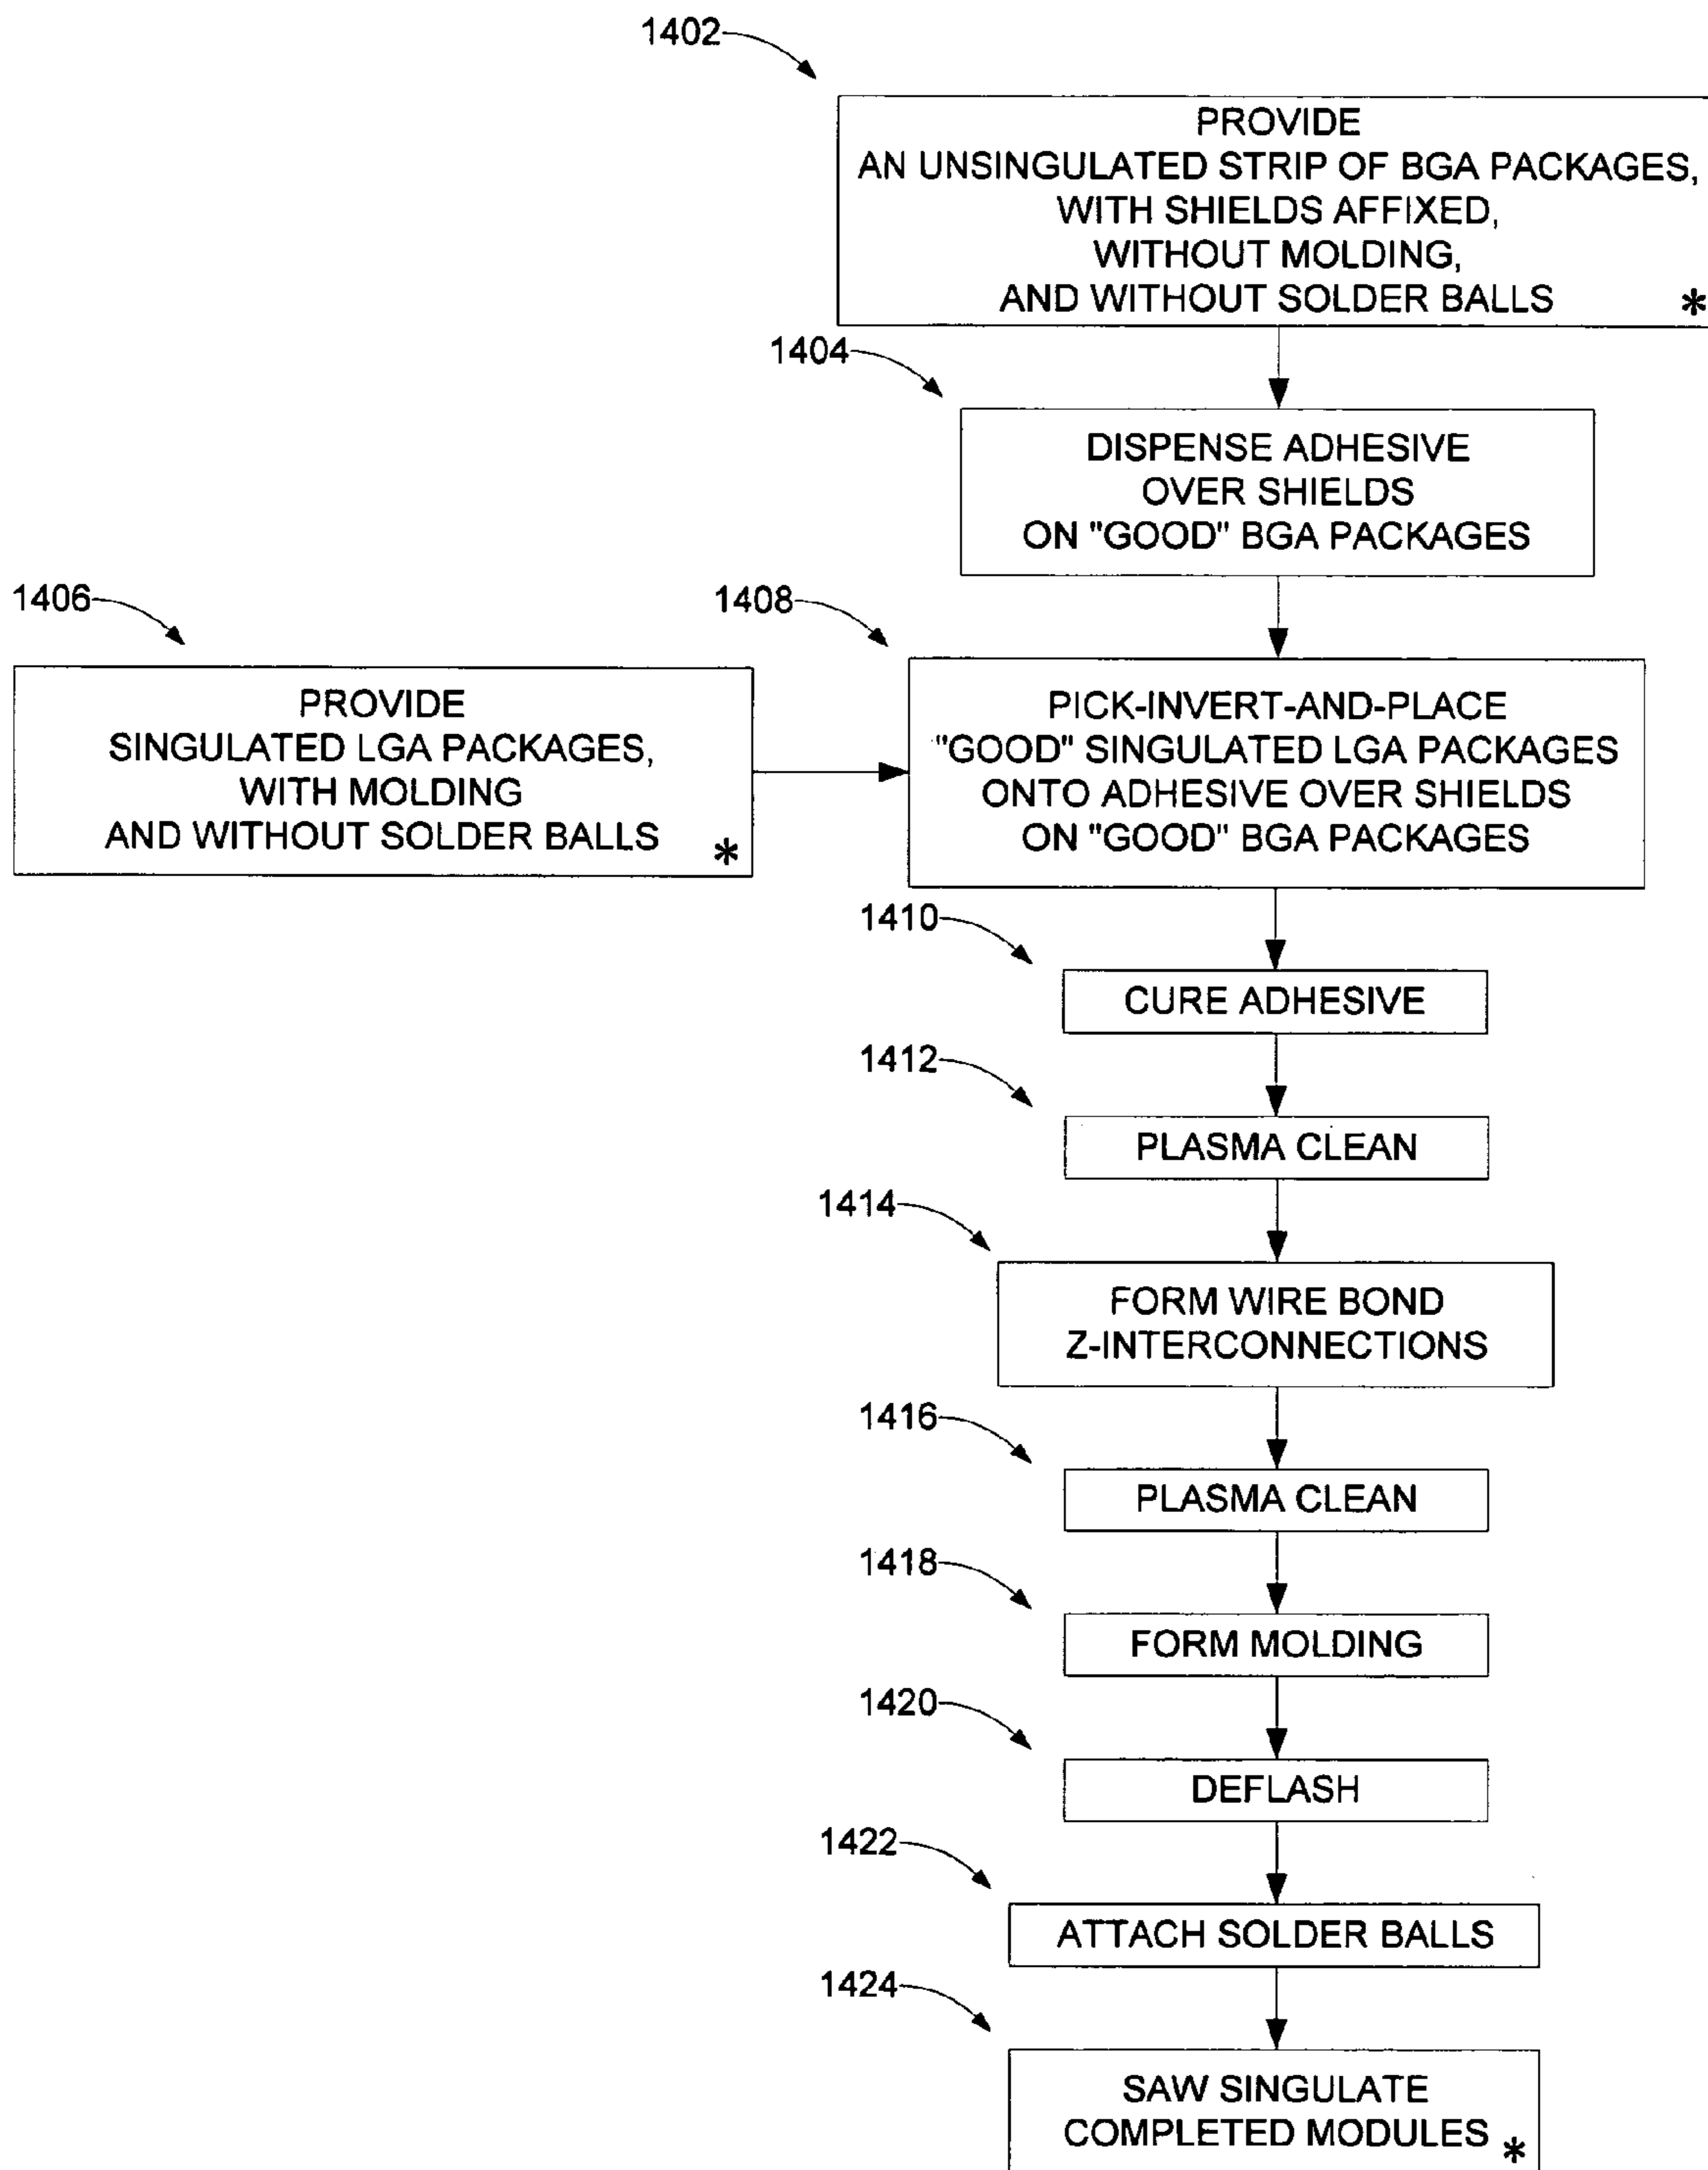 1402
PROVIDE
AN UNSINGULATED STRIP OF BGA PACKAGES,
WITH SHIELDS AFFIXED,
WITHOUT MOLDING,
AND WITHOUT SOLDER BALLS *
1404
DISPENSE ADHESIVE
OVER SHIELDS
ON "GOOD" BGA PACKAGES
1406
PROVIDE
SINGULATED LGA PACKAGES,
WITH MOLDING
AND WITHOUT SOLDER BALLS *
1408
PICK-INVERT-AND-PLACE
"GOOD" SINGULATED LGA PACKAGES
ONTO ADHESIVE OVER SHIELDS
ON "GOOD" BGA PACKAGES
1410
CURE ADHESIVE
1412
PLASMA CLEAN
1414
FORM WIRE BOND
Z-INTERCONNECTIONS
1416
PLASMA CLEAN
1418
FORM MOLDING
1420
DEFLASH
1422
ATTACH SOLDER BALLS
1424
SAW SINGULATE
COMPLETED MODULES *